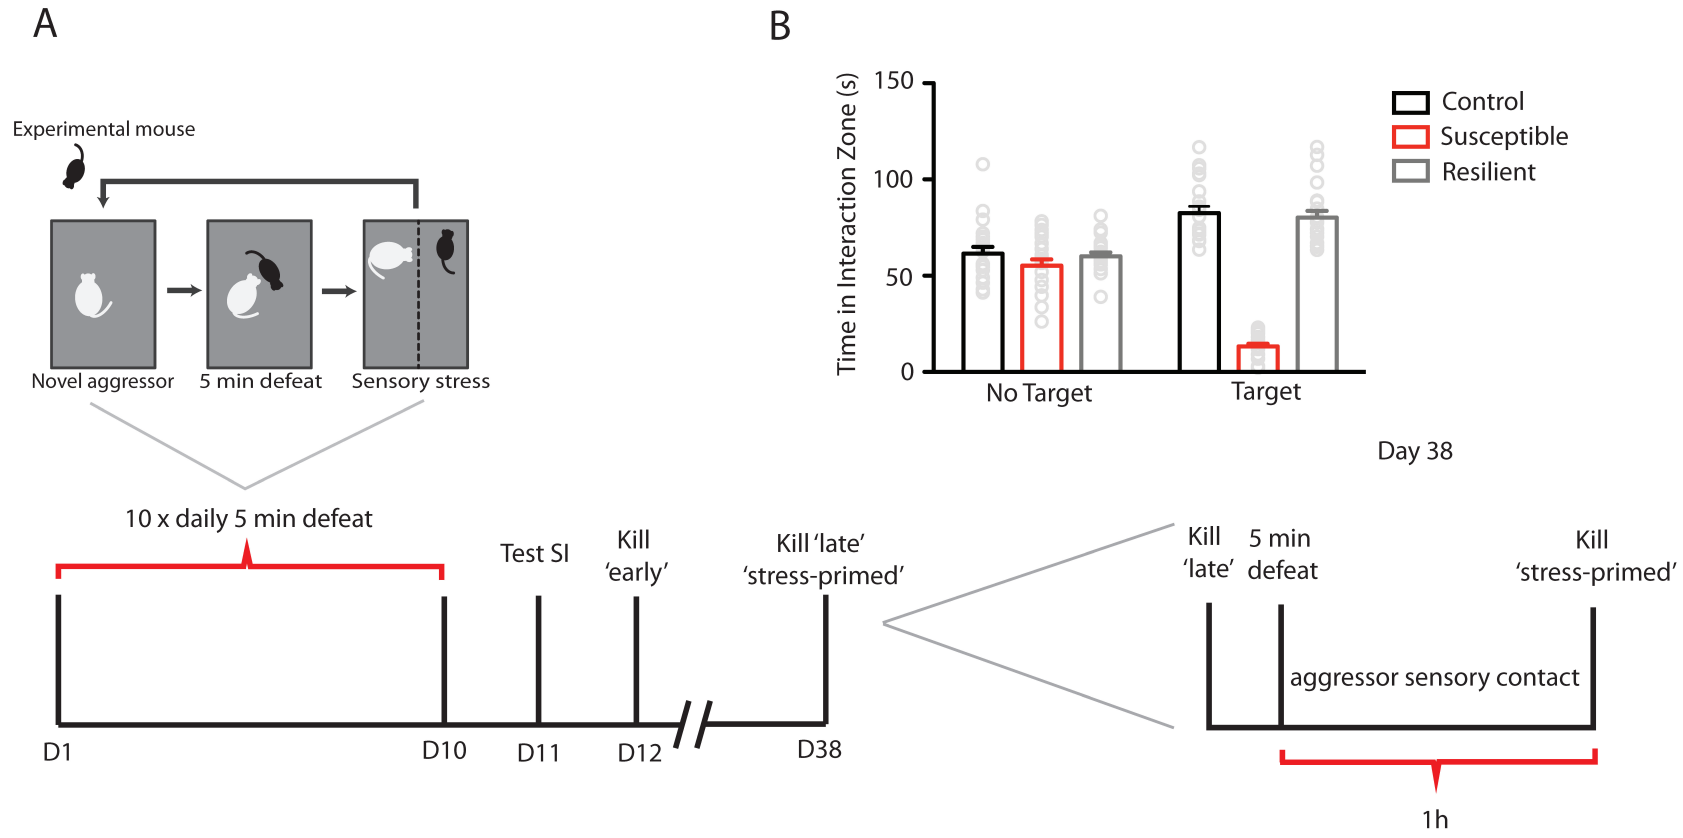 A
Experimental mouse
Novel aggressor
5 min defeat
Sensory stress
10 x daily 5 min defeat
Test SI
Kill
‘early’
Kill ‘late’
‘stress-primed’
D1
D10
D11
D12
D38
B
Time in Interaction Zone (s)
150
100
50
0
No Target
Target
Control
Susceptible
Resilient
Day 38
Kill
‘late’
5 min
defeat
Kill
‘stress-primed’
aggressor sensory contact
1h